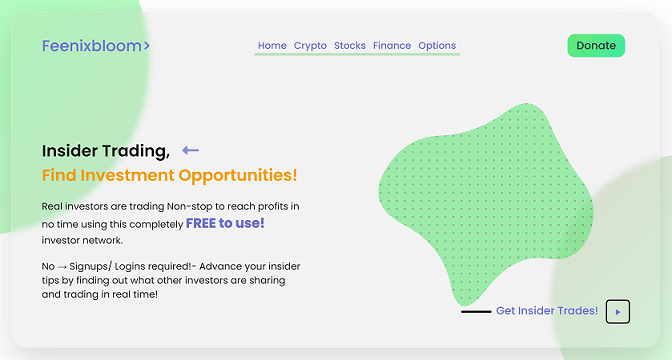 Feenixbloom>
Home Crypto Stocks Finance Options
Donate
Insider Trading, ←
Find Investment Opportunities!
Real investors are trading Non-stop to reach profits in
no time using this completely FREE to use!
investor network.
No → Signups/ Logins required!- Advance your insider
tips by finding out what other investors are sharing
and trading in real time!
Get Insider Trades!